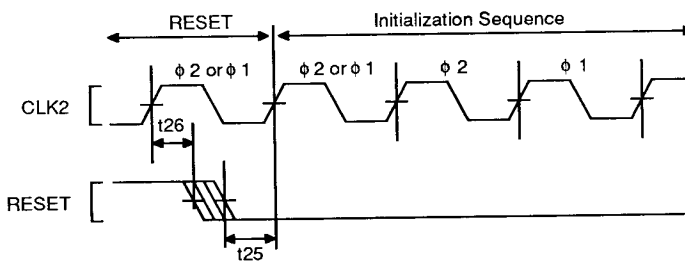 RESET
Initialization Sequence
ϕ 2 or ϕ 1
ϕ 2 or ϕ 1
ϕ 2
ϕ 1
CLK2
t26
RESET
t25